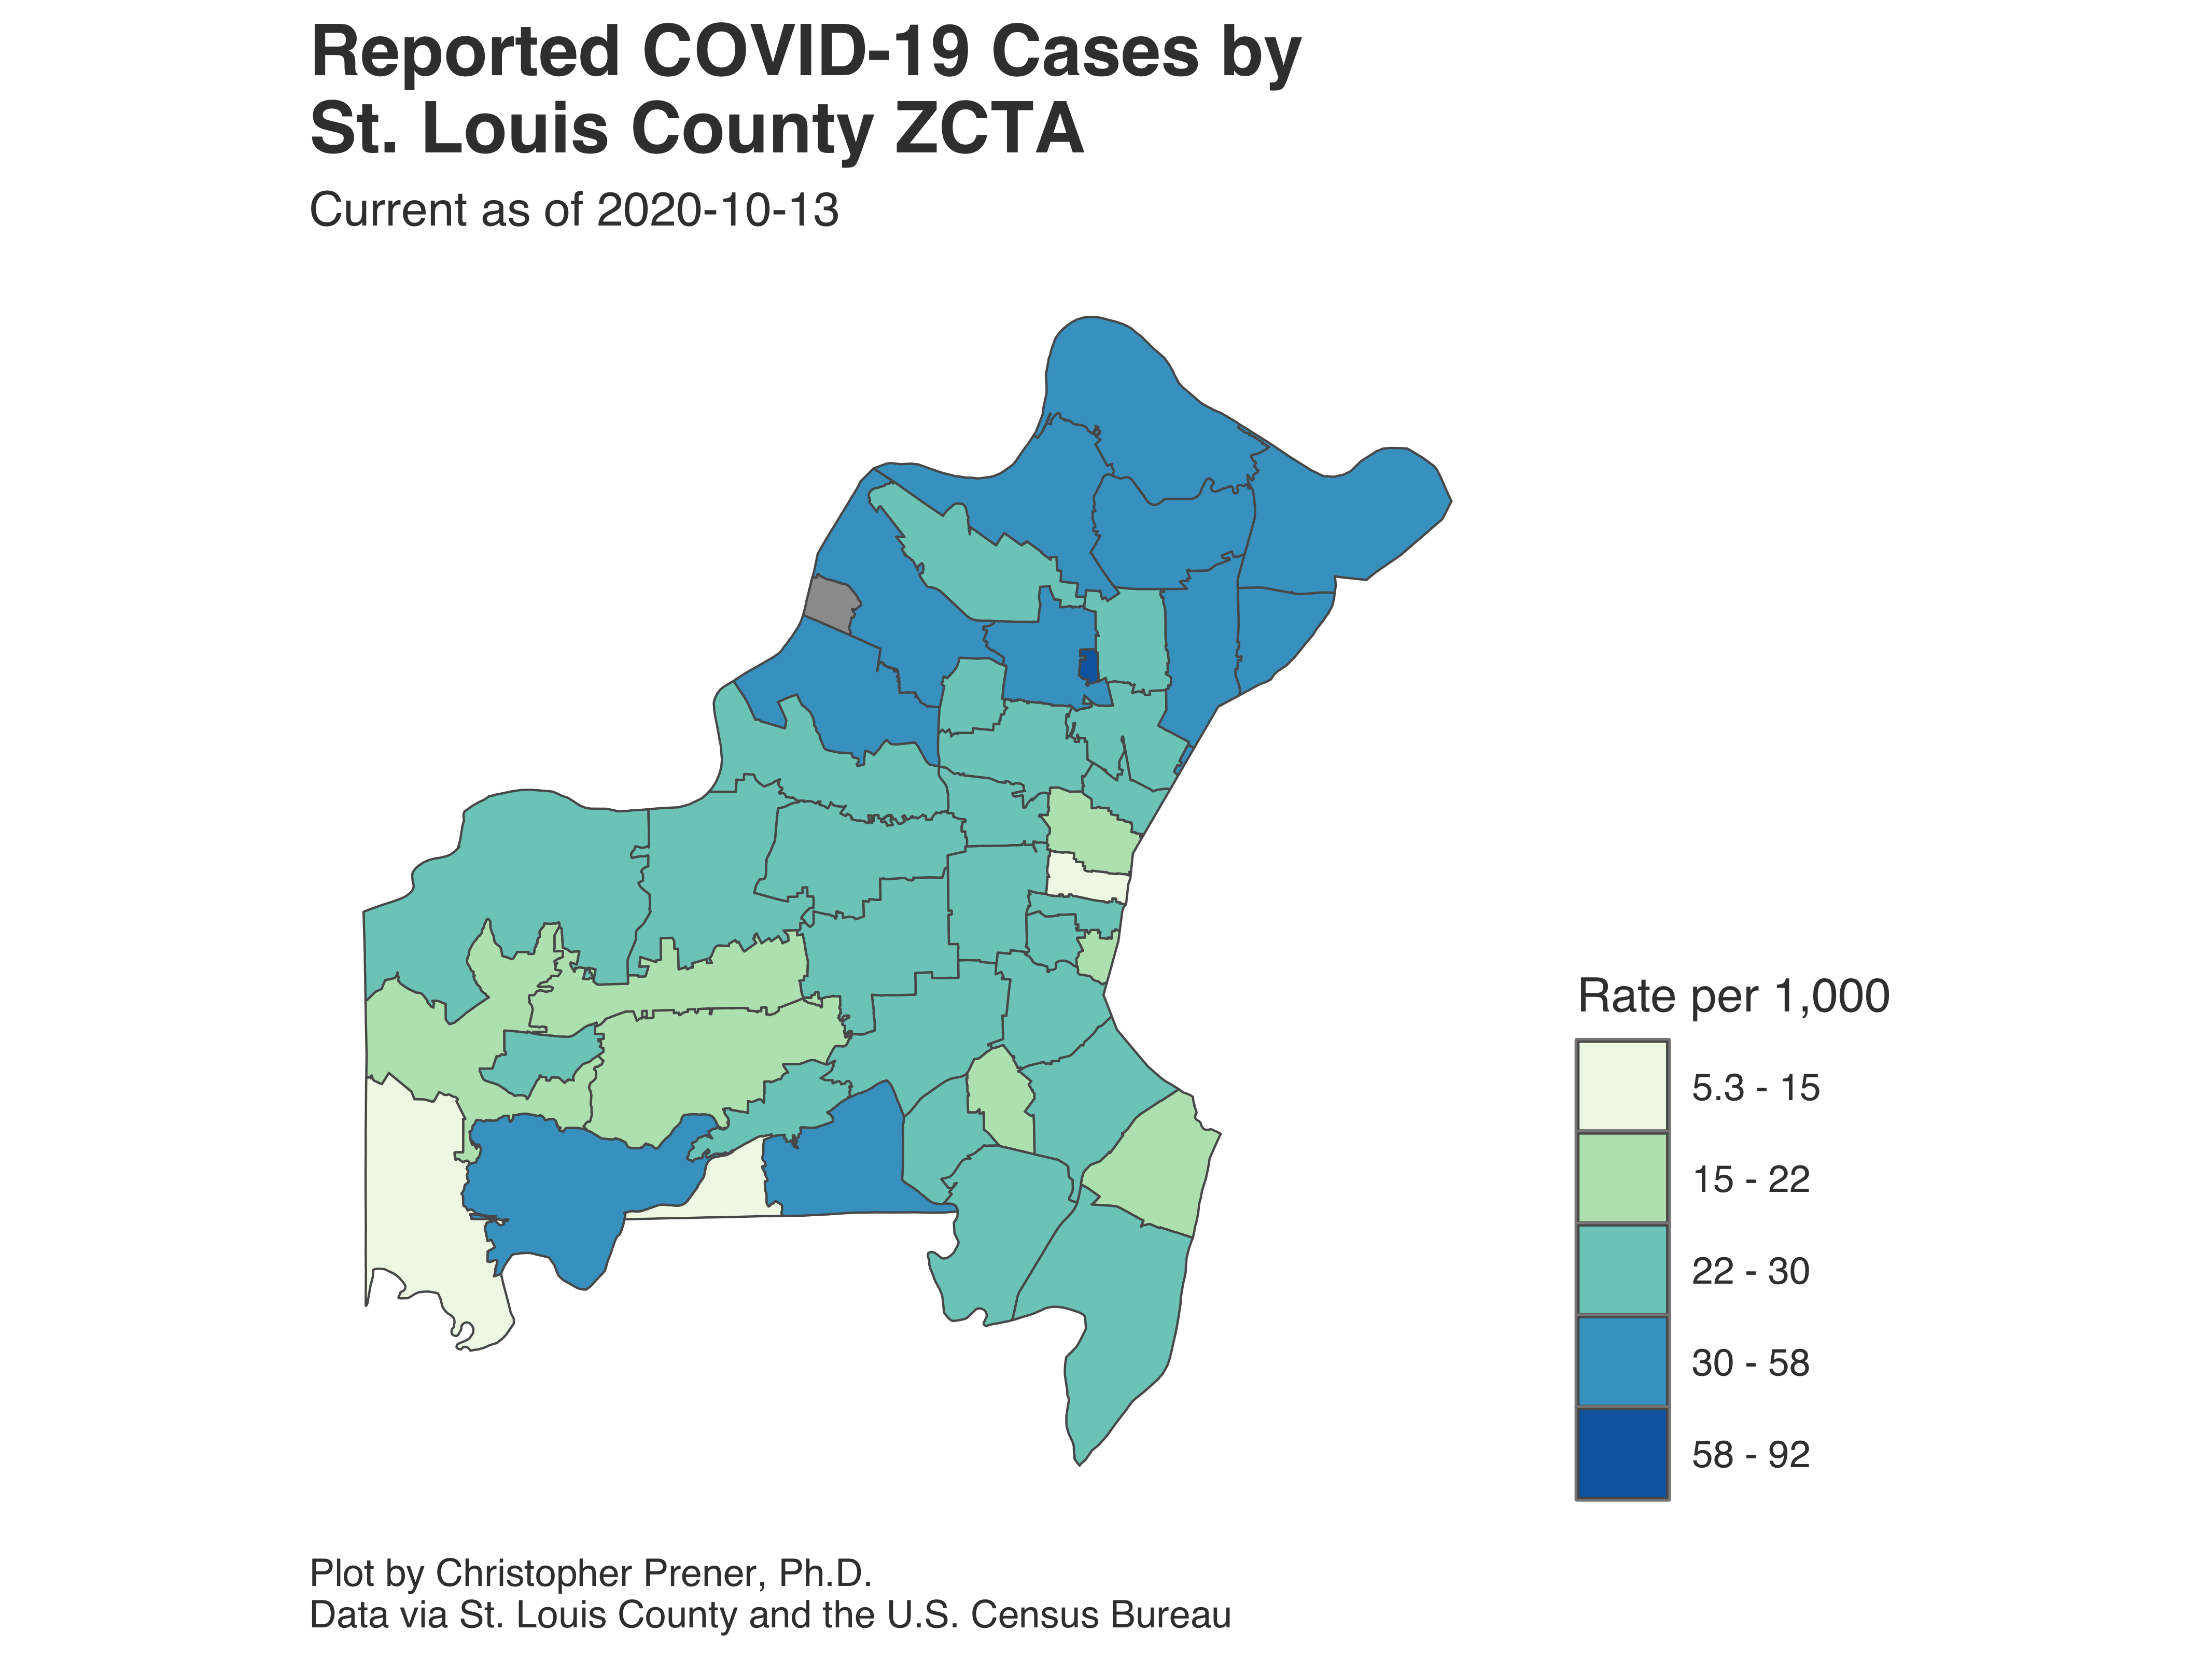 Reported COVID-19 Cases by
St. Louis County ZCTA
Current as of 2020-10-13
Rate per 1,000
5.3 - 15
15 - 22
22 - 30
30 - 58
58 - 92
Plot by Christopher Prener, Ph.D.
Data via St. Louis County and the U.S. Census Bureau